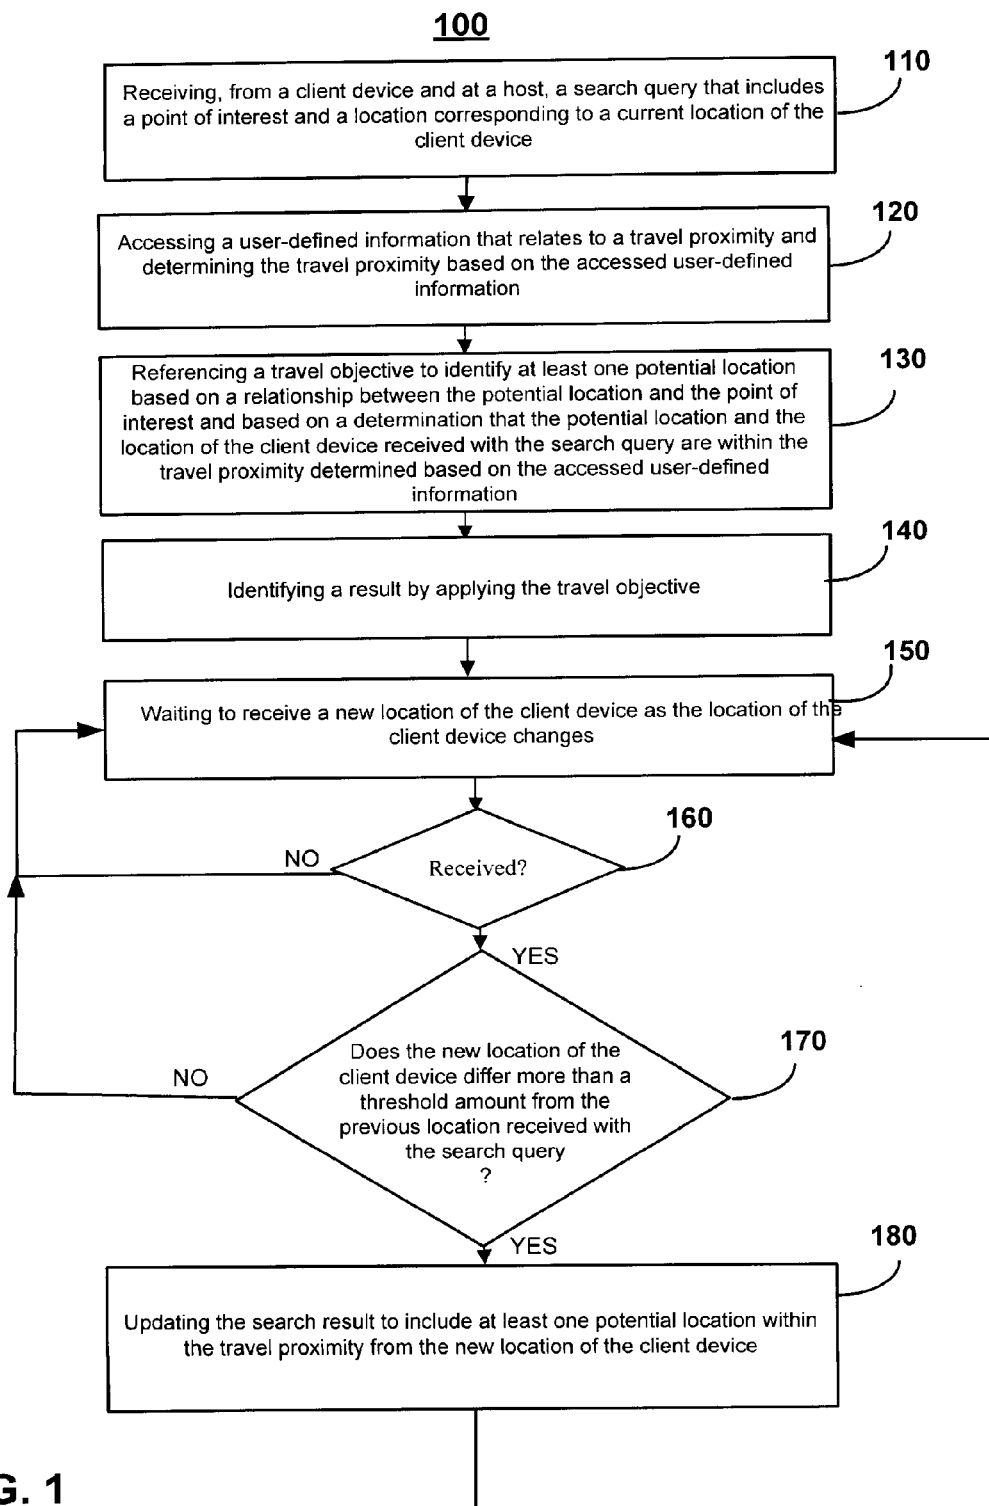 100
110
Receiving, from a client device and at a host, a search query that includes
a point of interest and a location corresponding to a current location of the
client device
120
Accessing a user-defined information that relates to a travel proximity and
determining the travel proximity based on the accessed user-defined
information
130
Referencing a travel objective to identify at least one potential location
based on a relationship between the potential location and the point of
interest and based on a determination that the potential location and the
location of the client device received with the search query are within the
travel proximity determined based on the accessed user-defined
information
140
Identifying a result by applying the travel objective
150
Waiting to receive a new location of the client device as the location of the
client device changes
160
NO
Received?
YES
170
Does the new location of the
client device differ more than a
threshold amount from the
previous location received with
the search query
?
NO
YES
180
Updating the search result to include at least one potential location within
the travel proximity from the new location of the client device
G. 1